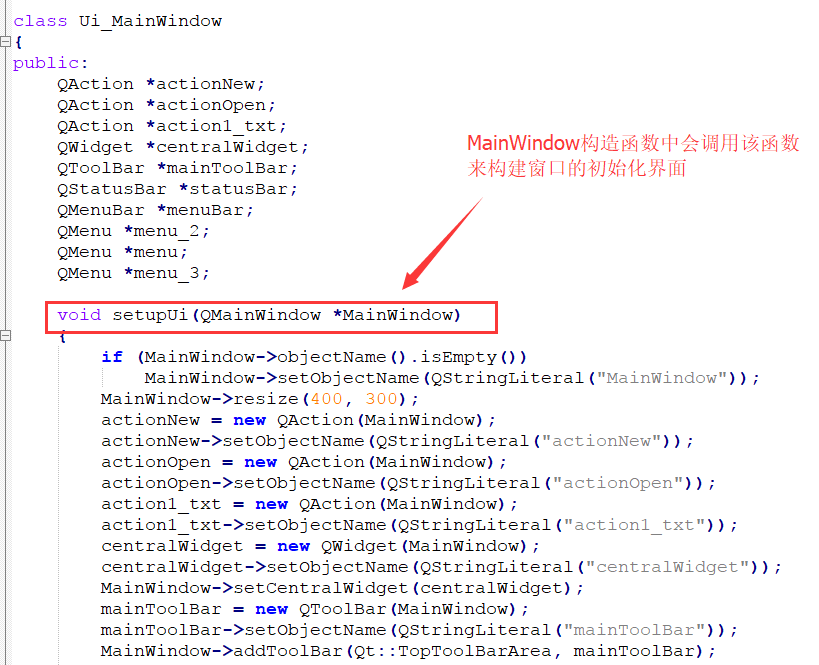 class Ui_MainWindow
{
public:
    QAction *actionNew;
    QAction *actionOpen;
    QAction *action1_txt;
    QWidget *centralWidget;
    QToolBar *mainToolBar;
    QStatusBar *statusBar;
    QMenuBar *menuBar;
    QMenu *menu_2;
    QMenu *menu;
    QMenu *menu_3;
MainWindow构造函数中会调用该函数
来构建窗口的初始化界面
    void setupUi(QMainWindow *MainWindow)
    {
        if (MainWindow->objectName().isEmpty())
            MainWindow->setObjectName(QStringLiteral("MainWindow"));
        MainWindow->resize(400, 300);
        actionNew = new QAction(MainWindow);
        actionNew->setObjectName(QStringLiteral("actionNew"));
        actionOpen = new QAction(MainWindow);
        actionOpen->setObjectName(QStringLiteral("actionOpen"));
        action1_txt = new QAction(MainWindow);
        action1_txt->setObjectName(QStringLiteral("action1_txt"));
        centralWidget = new QWidget(MainWindow);
        centralWidget->setObjectName(QStringLiteral("centralWidget"));
        MainWindow->setCentralWidget(centralWidget);
        mainToolBar = new QToolBar(MainWindow);
        mainToolBar->setObjectName(QStringLiteral("mainToolBar"));
        MainWindow->addToolBar(Qt::TopToolBarArea, mainToolBar);